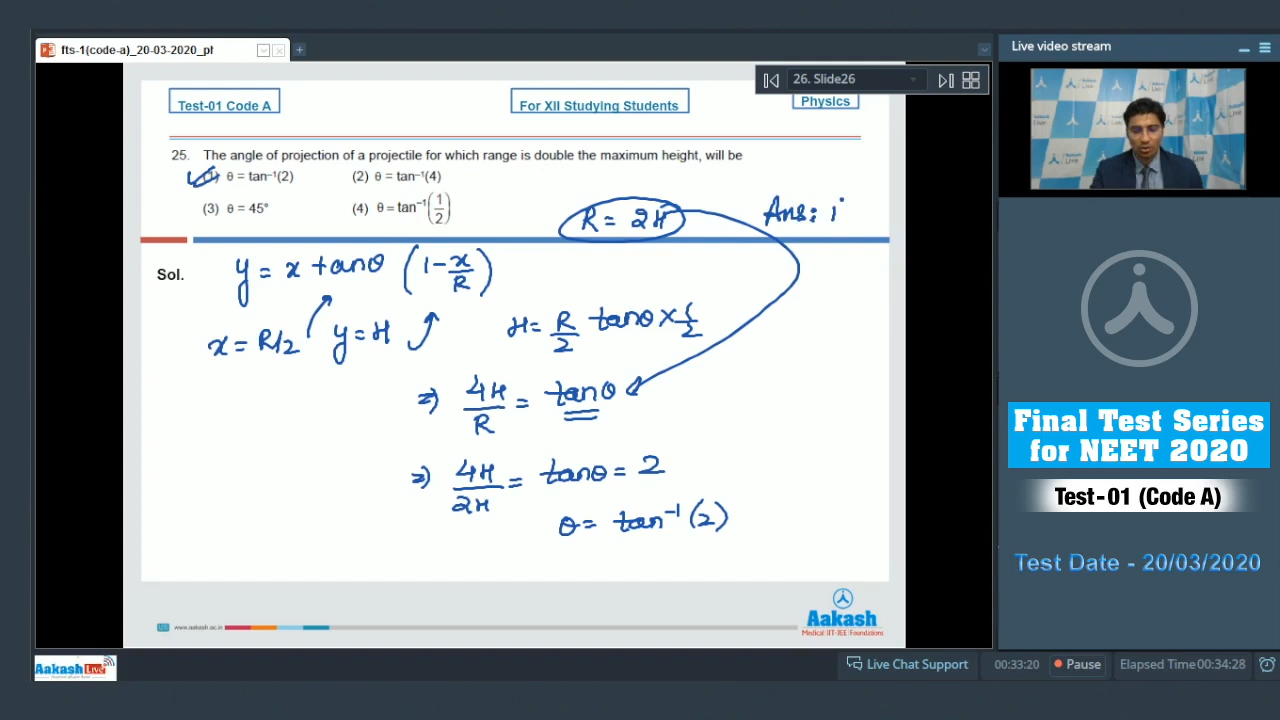 fts-1(code-a)_20-03-2020_pl
Live video stream
26. Slide26
Test-01 Code A
For XII Studying Students
Physics
25. The angle of projection of a projectile for which range is double the maximum height, will be
(1) θ = tan⁻¹(2) (2) θ = tan⁻¹(4)
(3) θ = 45° (4) θ = tan⁻¹(1/2)
R = 2H
Ans: 1
Sol.
y = x tanθ (1 - x/R)
x = R/2 y = H
H = R/2 tanθ × 1/2
⇒ 4H/R = tanθ
⇒ 4H/2H = tanθ = 2
θ = tan⁻¹(2)
Final Test Series
for NEET 2020
Test-01 (Code A)
Test Date - 20/03/2020
www.aakash.ac.in
Aakash
Medical|IIT-JEE|Foundations
Aakash Live
Live Chat Support
00:33:20
Pause
Elapsed Time 00:34:28